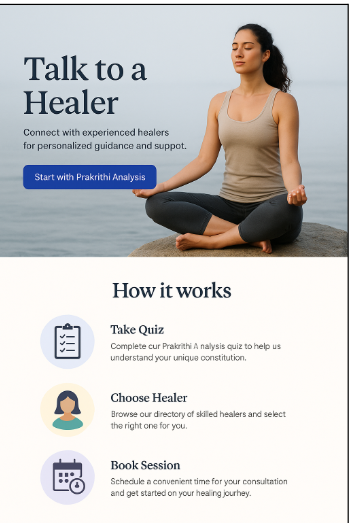 Talk to a
Healer
Connect with experienced healers
for personalized guidance and suppot.
Start with Prakrithi Analysis
How it works
Take Quiz
Complete our Prakrithi A nalysis quiz to help us
understand your unique constitution.
Choose Healer
Browse our directory of skilled healers and select
the right one for you.
Book Session
Schedule a convenient time for your consultation
and get started on your healing jourhey.